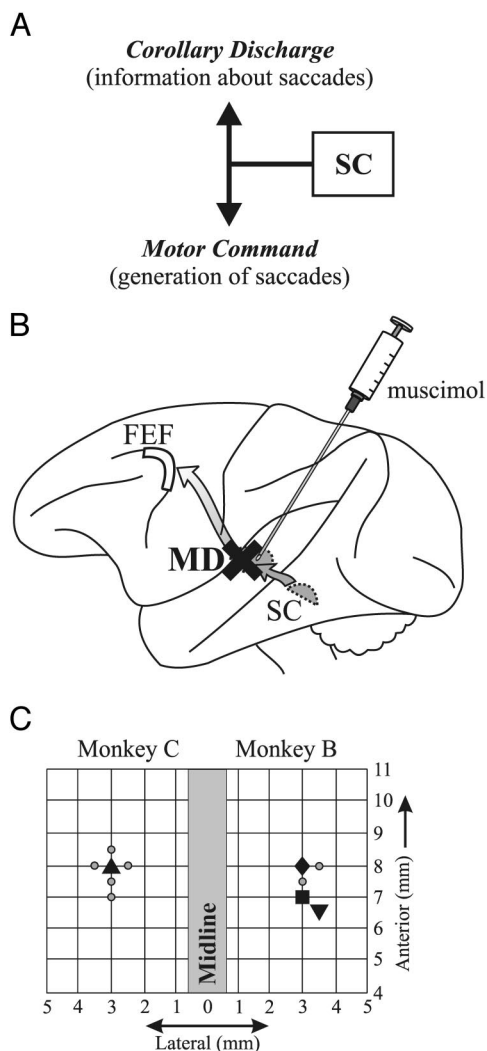 A
Corollary Discharge
(information about saccades)
SC
Motor Command
(generation of saccades)
B
muscimol
FEF
MD
SC
C
Monkey C
Monkey B
11
10
9
8
7
6
5
4
Midline
Anterior (mm)
5 4 3 2 1 0 1 2 3 4 5
Lateral (mm)